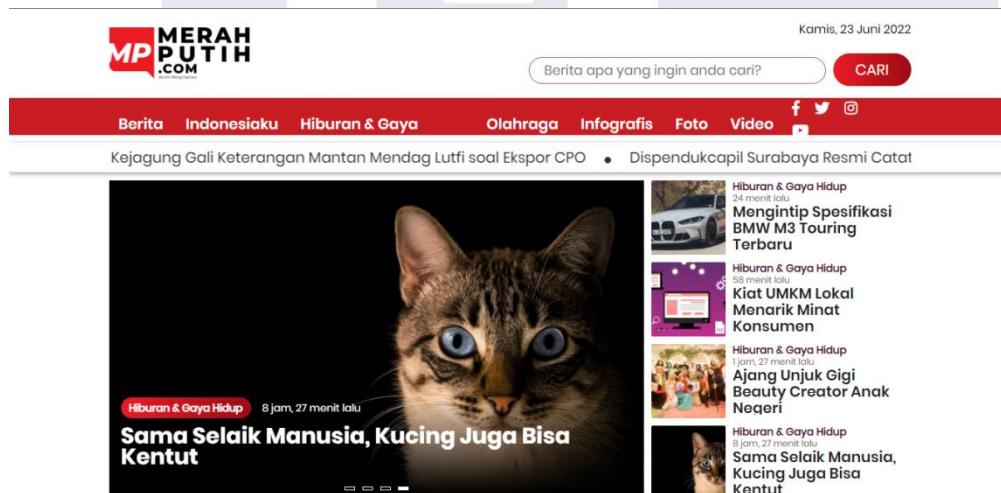 Kamis, 23 Juni 2022
MERAH
PUTIH
.COM
MP
Berita apa yang ingin anda cari?
CARI
Berita Indonesiaku Hiburan & Gaya Olahraga Infografis Foto Video
Kejagung Gali Keterangan Mantan Mendag Lutfi soal Ekspor CPO • Dispendukcapil Surabaya Resmi Catat
Hiburan & Gaya Hidup 8 jam, 27 menit lalu
Sama Selaik Manusia, Kucing Juga Bisa
Kentut
Hiburan & Gaya Hidup
24 menit lalu
Mengintip Spesifikasi
BMW M3 Touring
Terbaru
Hiburan & Gaya Hidup
58 menit lalu
Kiat UMKM Lokal
Menarik Minat
Konsumen
Hiburan & Gaya Hidup
1 jam, 27 menit lalu
Ajang Unjuk Gigi
Beauty Creator Anak
Negeri
Hiburan & Gaya Hidup
8 jam, 27 menit lalu
Sama Selaik Manusia,
Kucing Juga Bisa
Kentut